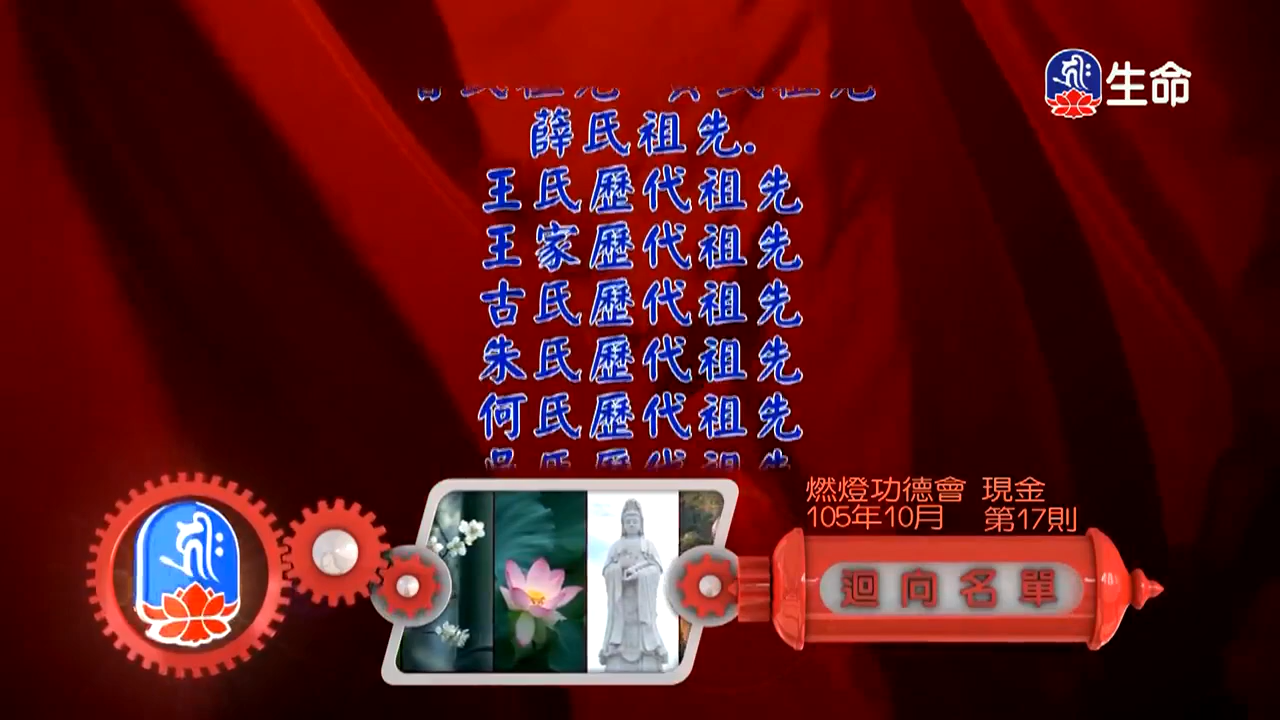 生命
薛氏祖先.
王氏歷代祖先
王家歷代祖先
古氏歷代祖先
朱氏歷代祖先
何氏歷代祖先
燃燈功德會 現金
105年10月 第17則
迴向名單